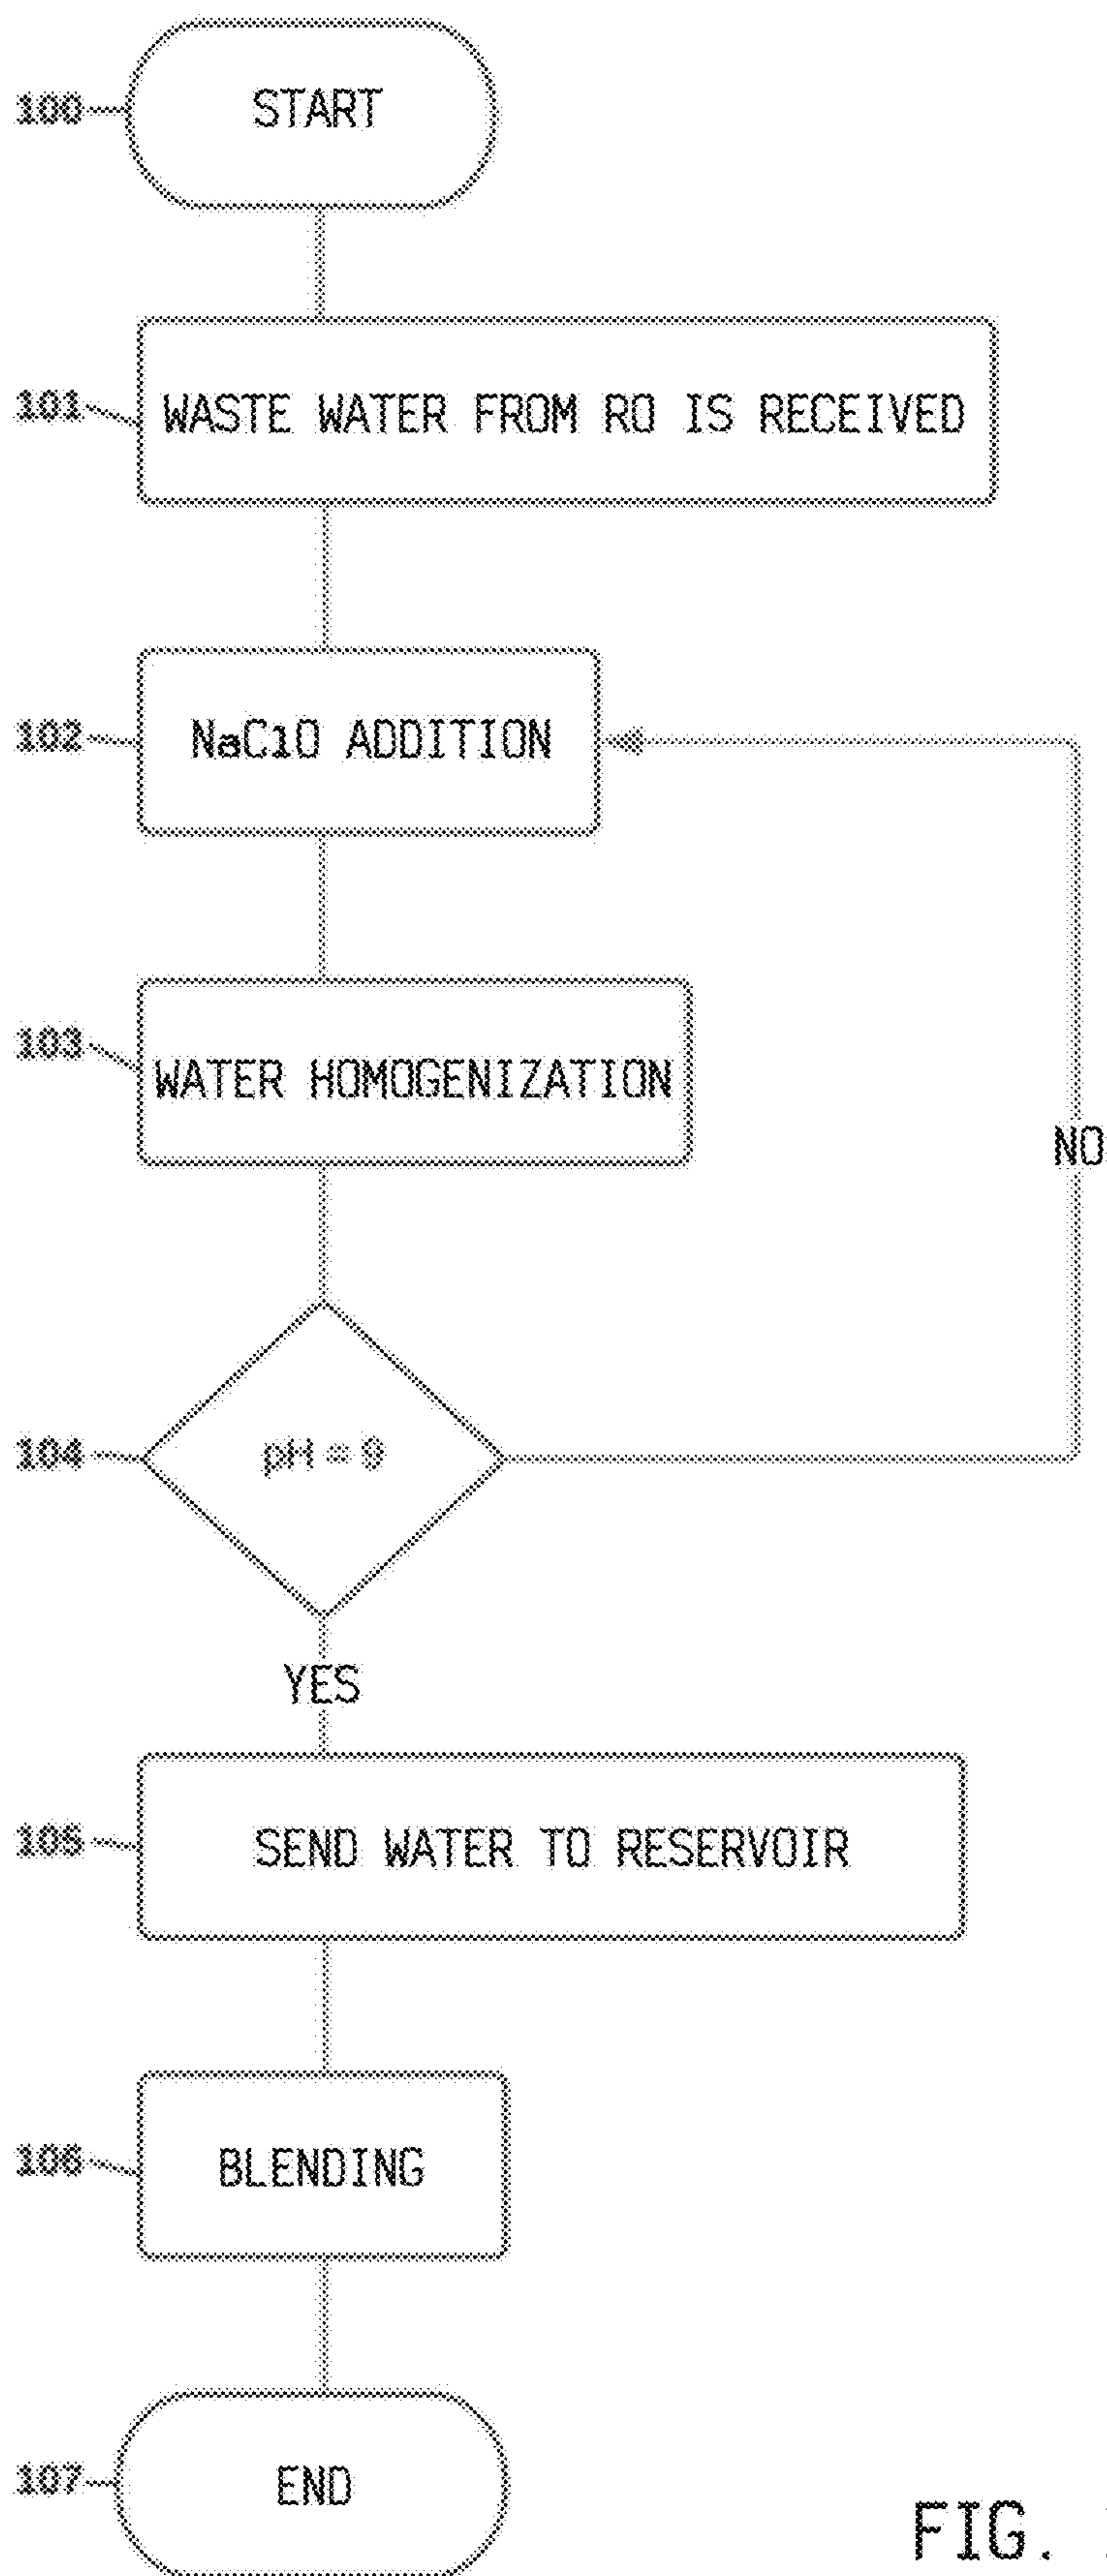 100
START
101
WASTE WATER FROM RO IS RECEIVED
102
NaClO ADDITION
103
WATER HOMOGENIZATION
NO
104
pH = 9
YES
105
SEND WATER TO RESERVOIR
106
BLENDING
107
END
FIG.